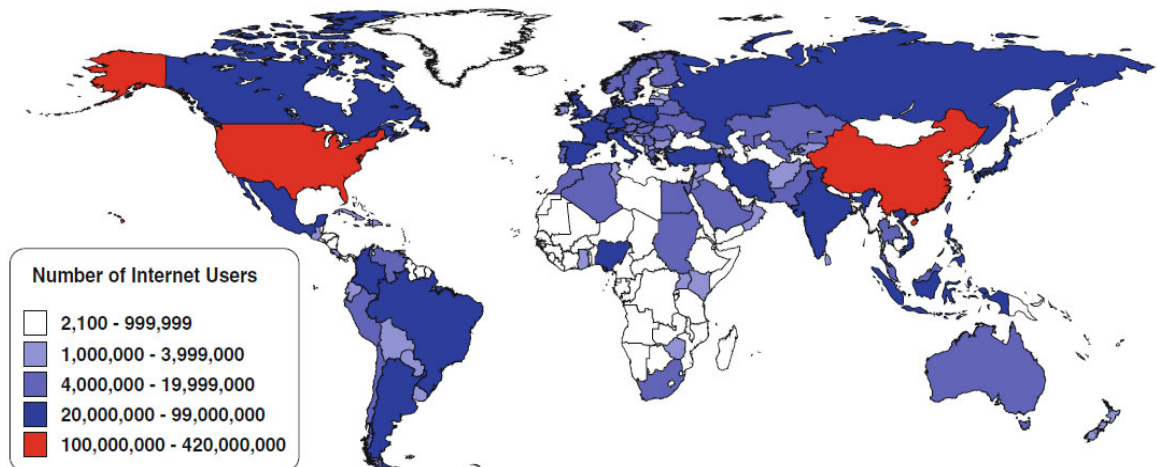 Number of Internet Users
2,100 - 999,999
1,000,000 - 3,999,000
4,000,000 - 19,999,000
20,000,000 - 99,000,000
100,000,000 - 420,000,000